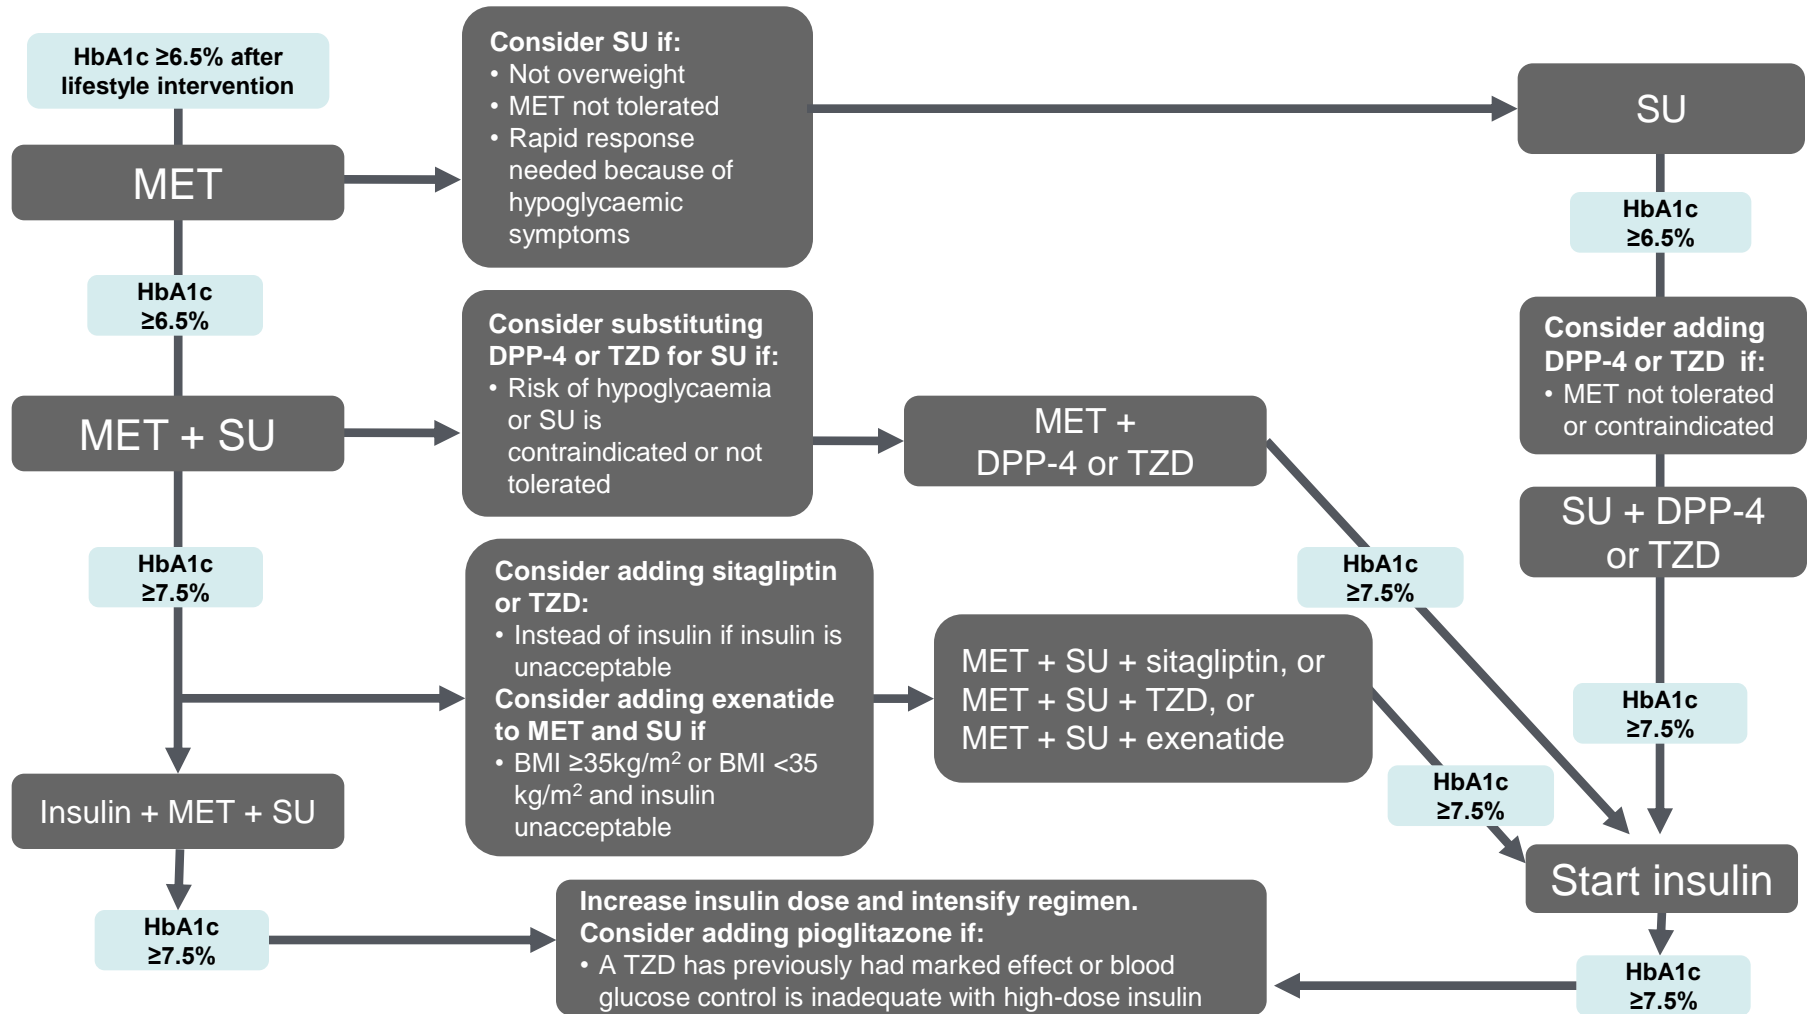 HbA1c ≥6.5% after
lifestyle intervention
MET
Consider SU if:
• Not overweight
• MET not tolerated
• Rapid response
needed because of
hypoglycaemic
symptoms
SU
HbA1c
≥6.5%
HbA1c
≥6.5%
MET + SU
Consider substituting
DPP-4 or TZD for SU if:
• Risk of hypoglycaemia
or SU is
contraindicated or not
tolerated
MET +
DPP-4 or TZD
Consider adding
DPP-4 or TZD if:
• MET not tolerated
or contraindicated
SU + DPP-4
or TZD
HbA1c
≥7.5%
HbA1c
≥7.5%
Consider adding sitagliptin
or TZD:
• Instead of insulin if insulin is
unacceptable
Consider adding exenatide
to MET and SU if
• BMI ≥35kg/m² or BMI <35
kg/m² and insulin
unacceptable
MET + SU + sitagliptin, or
MET + SU + TZD, or
MET + SU + exenatide
HbA1c
≥7.5%
HbA1c
≥7.5%
Insulin + MET + SU
Start insulin
HbA1c
≥7.5%
Increase insulin dose and intensify regimen.
Consider adding pioglitazone if:
• A TZD has previously had marked effect or blood
glucose control is inadequate with high-dose insulin
HbA1c
≥7.5%